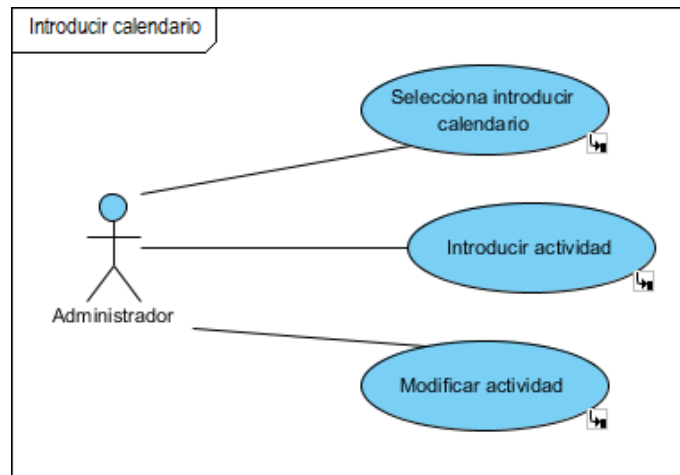 Introducir calendario
Selecciona introducir
calendario
Introducir actividad
Administrador
Modificar actividad